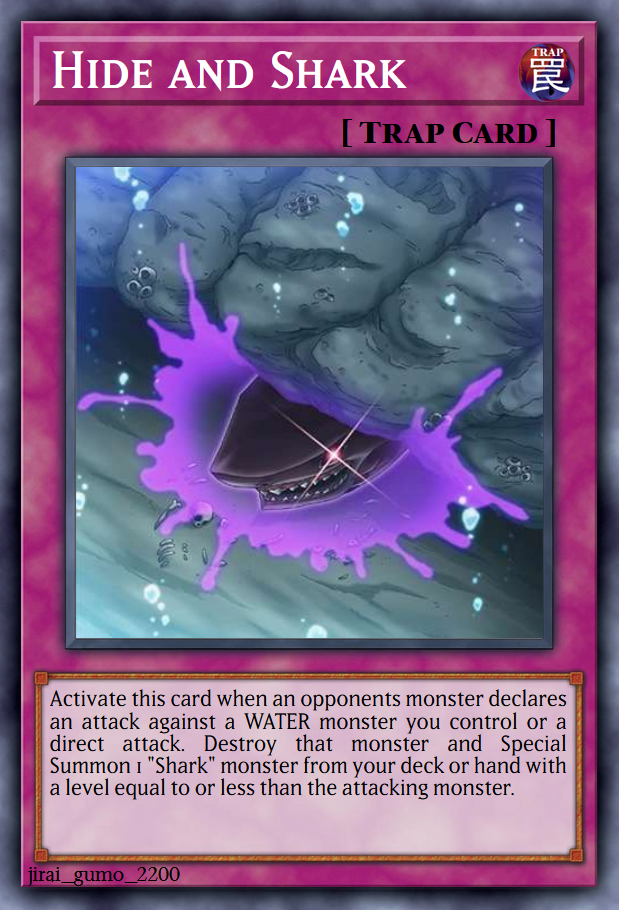 Hide and Shark
TRAP
罠
[ Trap Card ]
Activate this card when an opponents monster declares
an attack against a WATER monster you control or a
direct attack. Destroy that monster and Special
Summon 1 "Shark" monster from your deck or hand with
a level equal to or less than the attacking monster.
jirai_gumo_2200